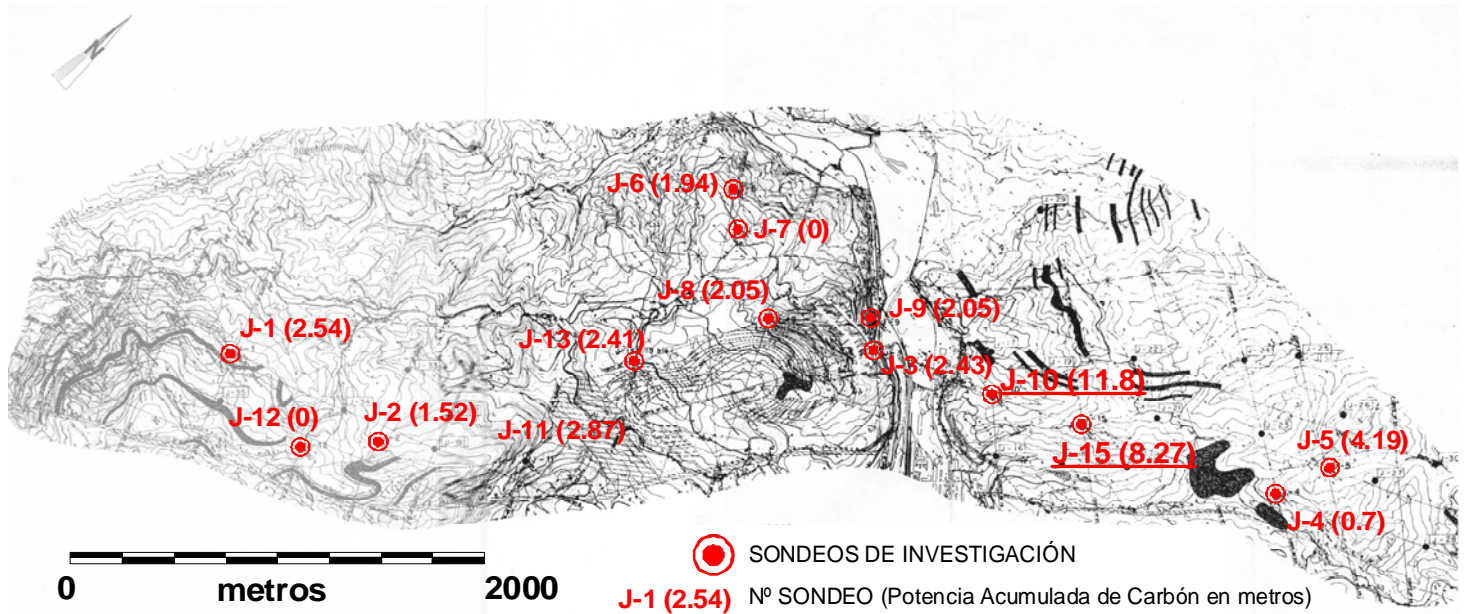 N
J-6 (1.94)
J-7 (0)
J-8 (2.05)
J-9 (2.05)
J-1 (2.54)
J-13 (2.41)
J-3 (2.43)
J-10 (11.8)
J-12 (0)
J-2 (1.52)
J-11 (2.87)
J-15 (8.27)
J-5 (4.19)
J-4 (0.7)
0 metros 2000
SONDEOS DE INVESTIGACIÓN
J-1 (2.54) Nº SONDEO (Potencia Acumulada de Carbón en metros)